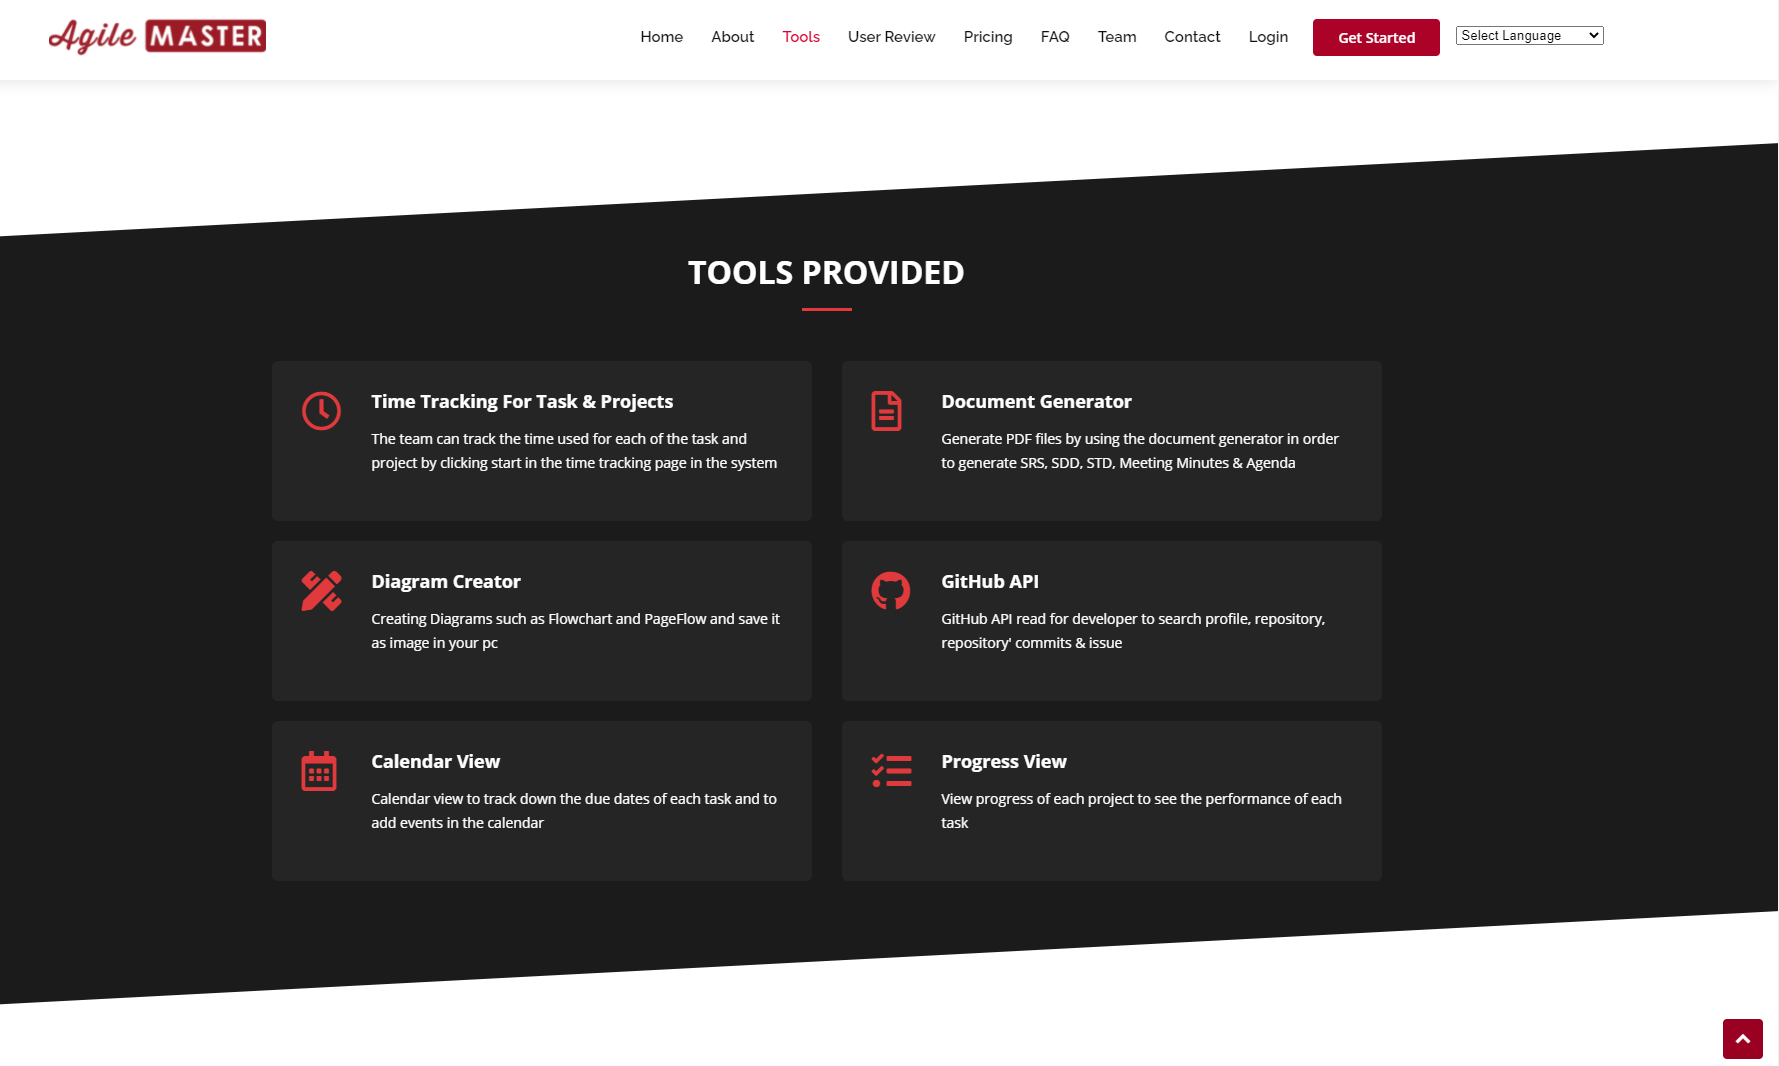 Agile MASTER
Home About Tools User Review Pricing FAQ Team Contact Login Get Started Select Language
TOOLS PROVIDED
Time Tracking For Task & Projects
The team can track the time used for each of the task and
project by clicking start in the time tracking page in the system
Document Generator
Generate PDF files by using the document generator in order
to generate SRS, SDD, STD, Meeting Minutes & Agenda
Diagram Creator
Creating Diagrams such as Flowchart and PageFlow and save it
as image in your pc
GitHub API
GitHub API read for developer to search profile, repository,
repository' commits & issue
Calendar View
Calendar view to track down the due dates of each task and to
add events in the calendar
Progress View
View progress of each project to see the performance of each
task